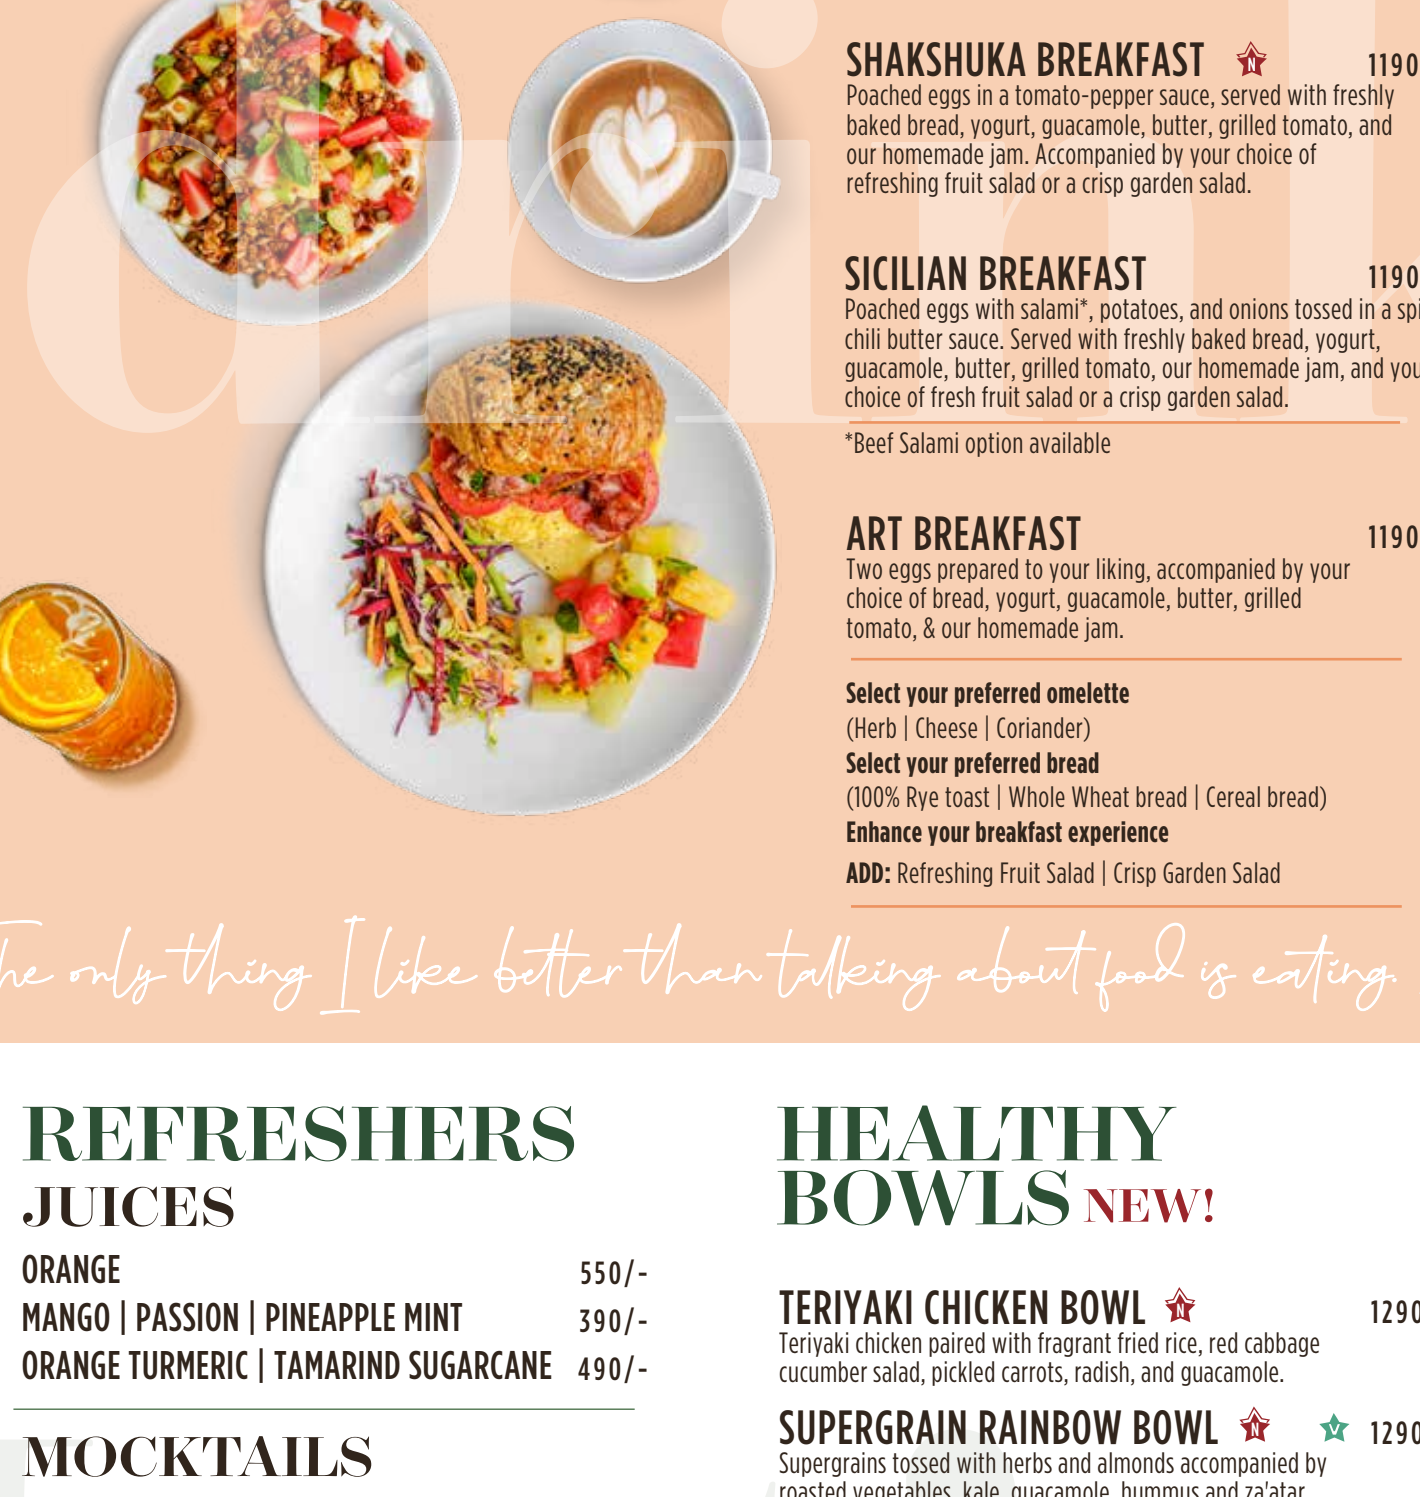 drink
SHAKSHUKA BREAKFAST N 1190
Poached eggs in a tomato-pepper sauce, served with freshly
baked bread, yogurt, guacamole, butter, grilled tomato, and
our homemade jam. Accompanied by your choice of
refreshing fruit salad or a crisp garden salad.
SICILIAN BREAKFAST 1190
Poached eggs with salami*, potatoes, and onions tossed in a
chili butter sauce. Served with freshly baked bread, yogurt,
guacamole, butter, grilled tomato, our homemade jam, and
choice of fresh fruit salad or a crisp garden salad.
*Beef Salami option available
ART BREAKFAST 1190
Two eggs prepared to your liking, accompanied by your
choice of bread, yogurt, guacamole, butter, grilled
tomato, & our homemade jam.
Select your preferred omelette
(Herb | Cheese | Coriander)
Select your preferred bread
(100% Rye toast | Whole Wheat bread | Cereal bread)
Enhance your breakfast experience
ADD: Refreshing Fruit Salad | Crisp Garden Salad
The only thing I like better than talking about food is eating.
REFRESHERS
JUICES
ORANGE 550/-
MANGO | PASSION | PINEAPPLE MINT 390/-
ORANGE TURMERIC | TAMARIND SUGARCANE 490/-
MOCKTAILS
HEALTHY
BOWLS NEW!
TERIYAKI CHICKEN BOWL N 1290
Teriyaki chicken paired with fragrant fried rice, red cabbage
cucumber salad, pickled carrots, radish, and guacamole.
SUPERGRAIN RAINBOW BOWL N V 1290
Supergrains tossed with herbs and almonds accompanied by
roasted vegetables, kale, guacamole, hummus and za'atar